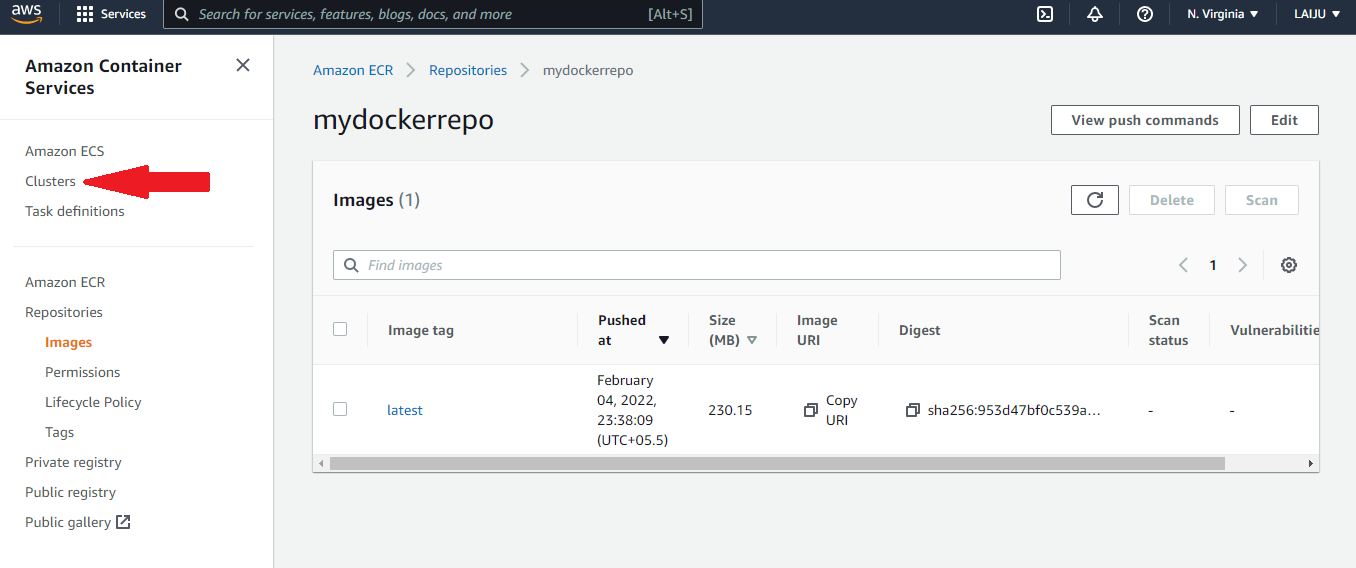 aws
Services
Search for services, features, blogs, docs, and more
[Alt+S]
N. Virginia
LAIJU
Amazon Container
Services
Amazon ECS
Clusters
Task definitions
Amazon ECR
Repositories
Images
Permissions
Lifecycle Policy
Tags
Private registry
Public registry
Public gallery
Amazon ECR
Repositories
mydockerrepo
mydockerrepo
View push commands
Edit
Images (1)
Delete
Scan
Find images
1
Image tag
Pushed
at
Size
(MB)
Image
URI
Digest
Scan
status
Vulnerabilitie
latest
February
04, 2022,
23:38:09
(UTC+05.5)
230.15
Copy
URI
sha256:953d47bf0c539a...
-
-